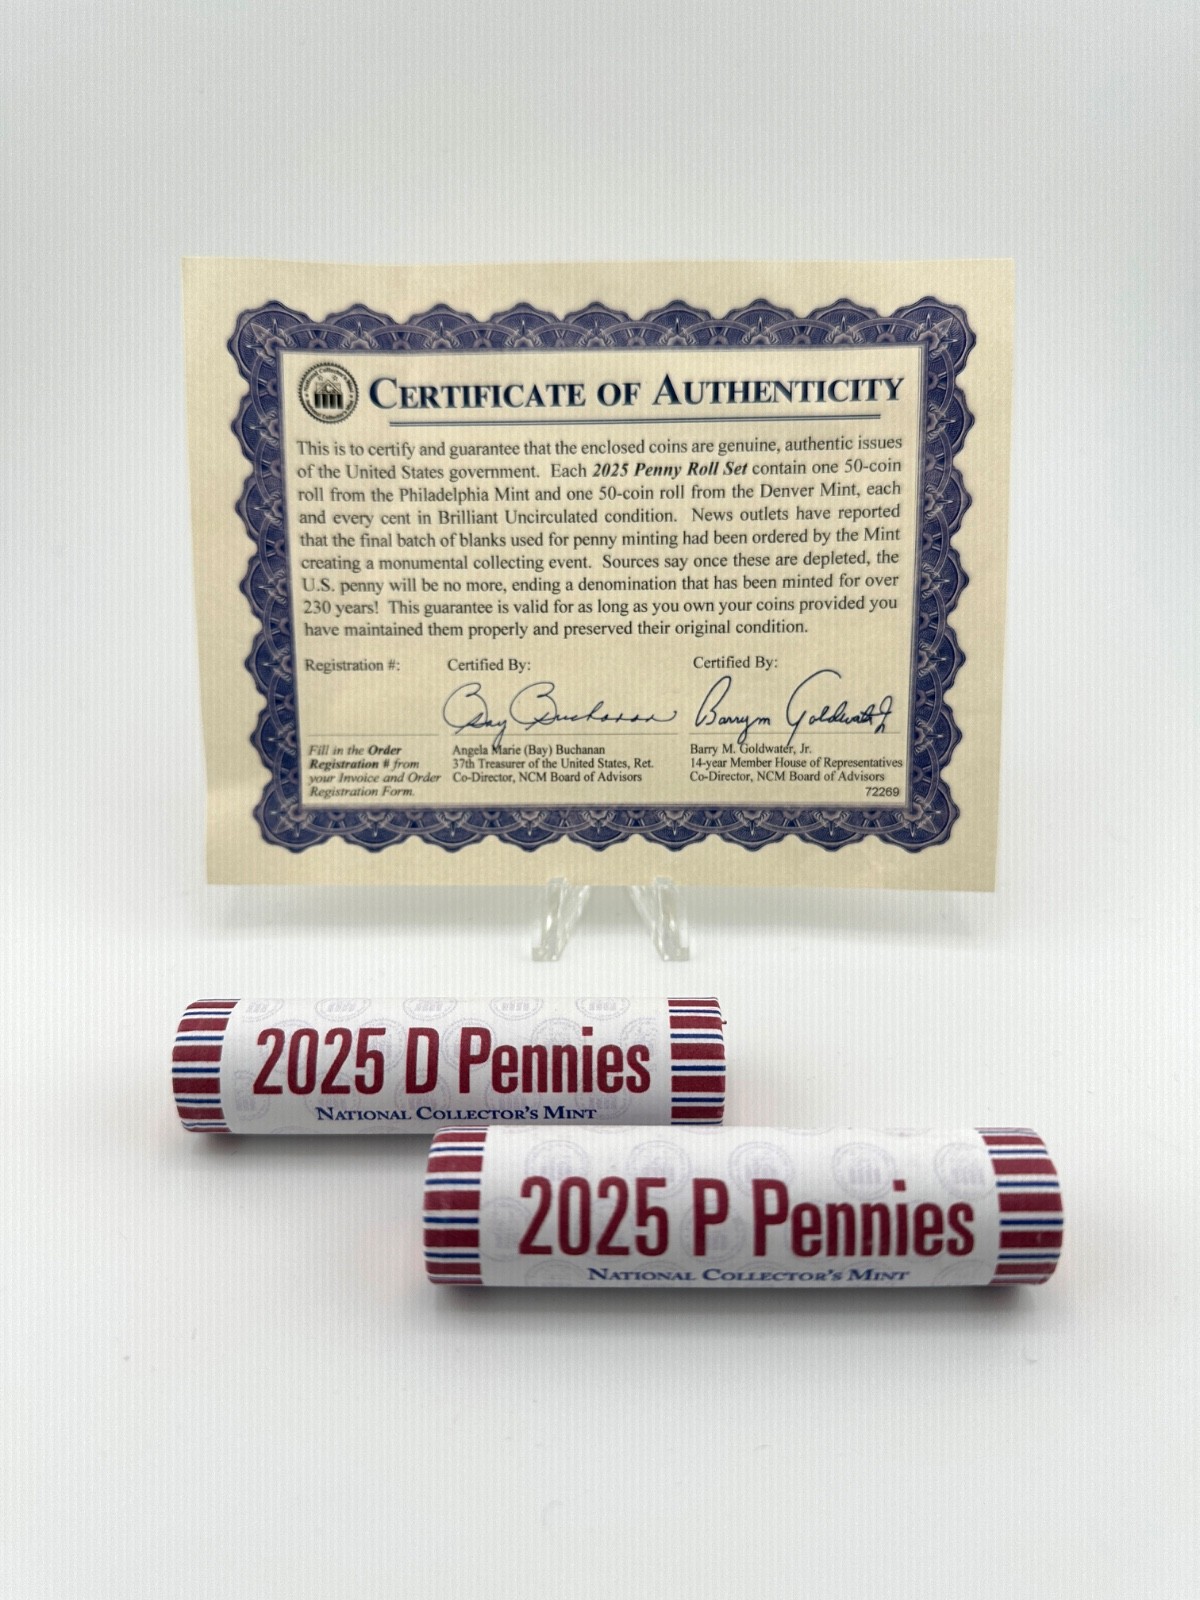 CERTIFICATE OF AUTHENTICITY
This is to certify and guarantee that the enclosed coins are genuine, authentic issues
of the United States government. Each 2025 Penny Roll Set contain one 50-coin
roll from the Philadelphia Mint and one 50-coin roll from the Denver Mint, each
and every cent in Brilliant Uncirculated condition. News outlets have reported
that the final batch of blanks used for penny minting had been ordered by the Mint
creating a monumental collecting event. Sources say once these are depleted, the
U.S. penny will be no more, ending a denomination that has been minted for over
230 years! This guarantee is valid for as long as you own your coins provided you
have maintained them properly and preserved their original condition.
Registration #:
Fill in the Order
Registration # from
your Invoice and Order
Registration Form.
Certified By:
Bay Buchanan
Angela Marie (Bay) Buchanan
37th Treasurer of the United States, Ret.
Co-Director, NCM Board of Advisors
Certified By:
Barry m Goldwater Jr
Barry M. Goldwater, Jr.
14-year Member House of Representatives
Co-Director, NCM Board of Advisors
72269
2025 D Pennies
NATIONAL COLLECTOR'S MINT
2025 P Pennies
NATIONAL COLLECTOR'S MINT